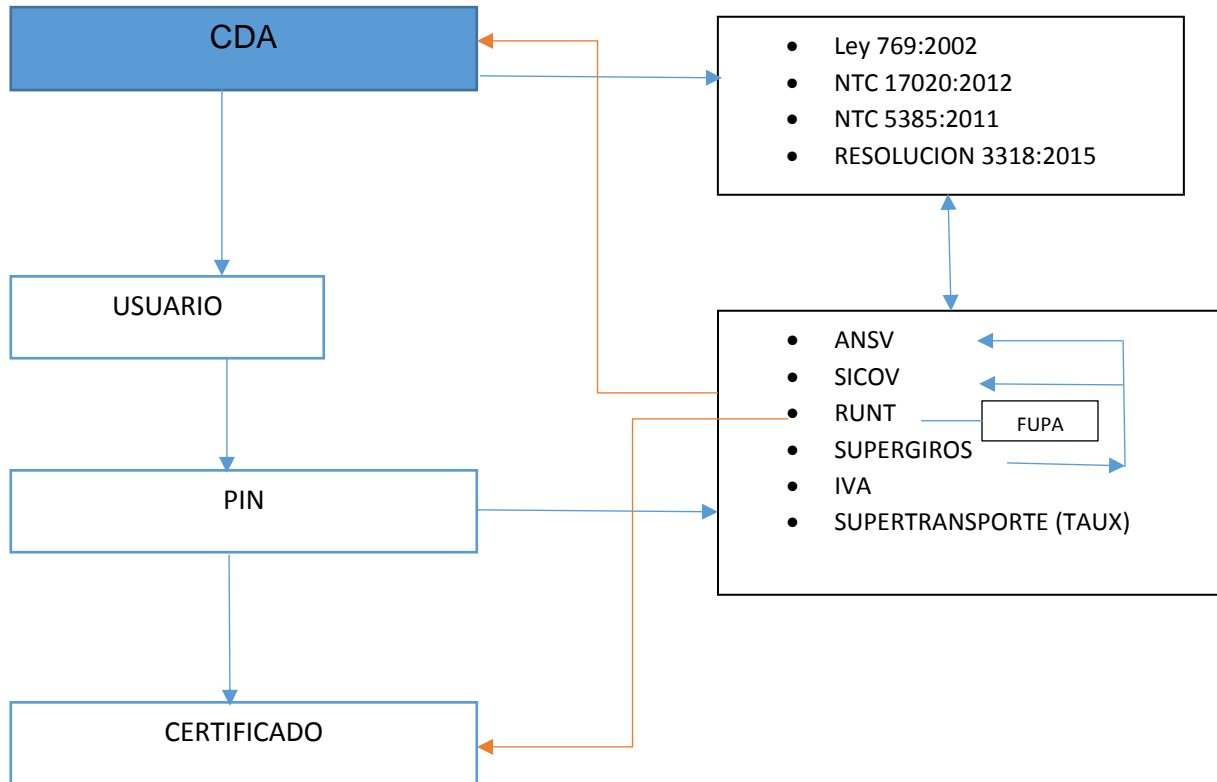 CDA
• Ley 769:2002
• NTC 17020:2012
• NTC 5385:2011
• RESOLUCION 3318:2015
USUARIO
• ANSV
• SICOV
• RUNT
FUPA
• SUPERGIROS
• IVA
• SUPERTRANSPORTE (TAUX)
PIN
CERTIFICADO